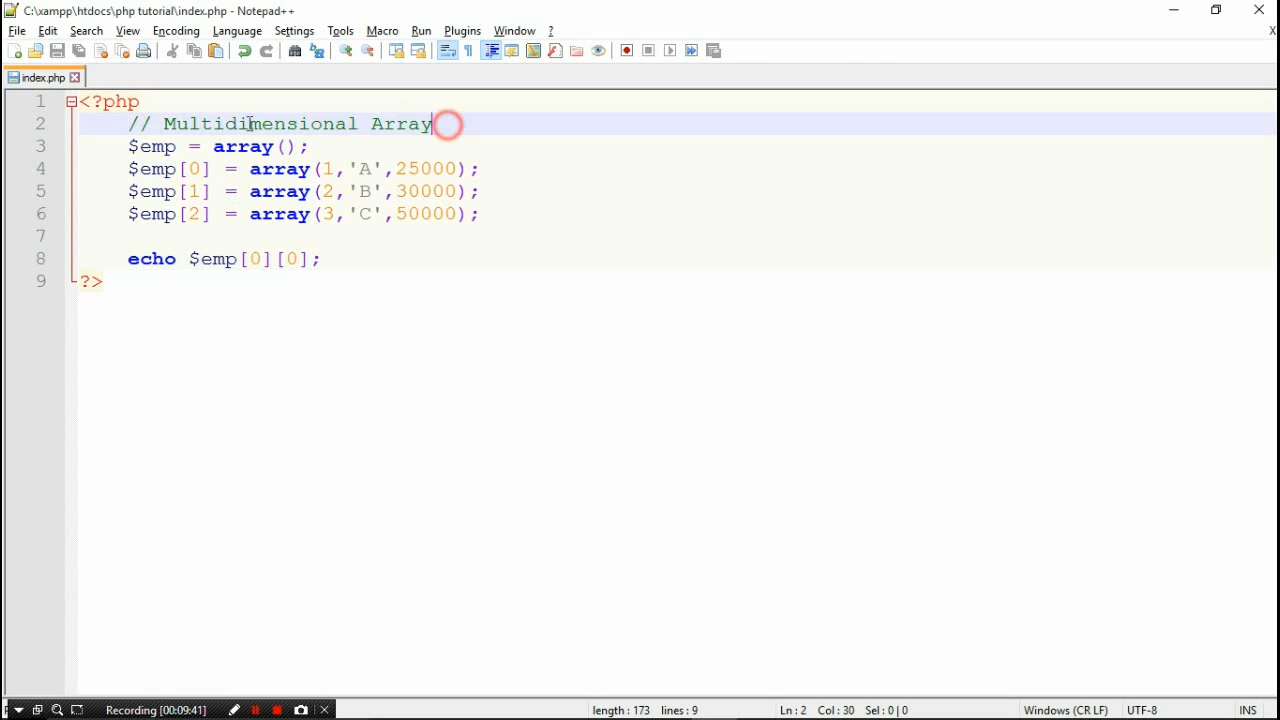 C:\xampp\htdocs\php tutorial\index.php - Notepad++
File Edit Search View Encoding Language Settings Tools Macro Run Plugins Window ? X
index.php
1 <?php
2 // Multidimensional Array
3 $emp = array();
4 $emp[0] = array(1,'A',25000);
5 $emp[1] = array(2,'B',30000);
6 $emp[2] = array(3,'C',50000);
7
8 echo $emp[0][0];
9 ?>
Recording [00:09:41] length : 173 lines : 9 Ln : 2 Col : 30 Sel : 0 | 0 Windows (CR LF) UTF-8 INS